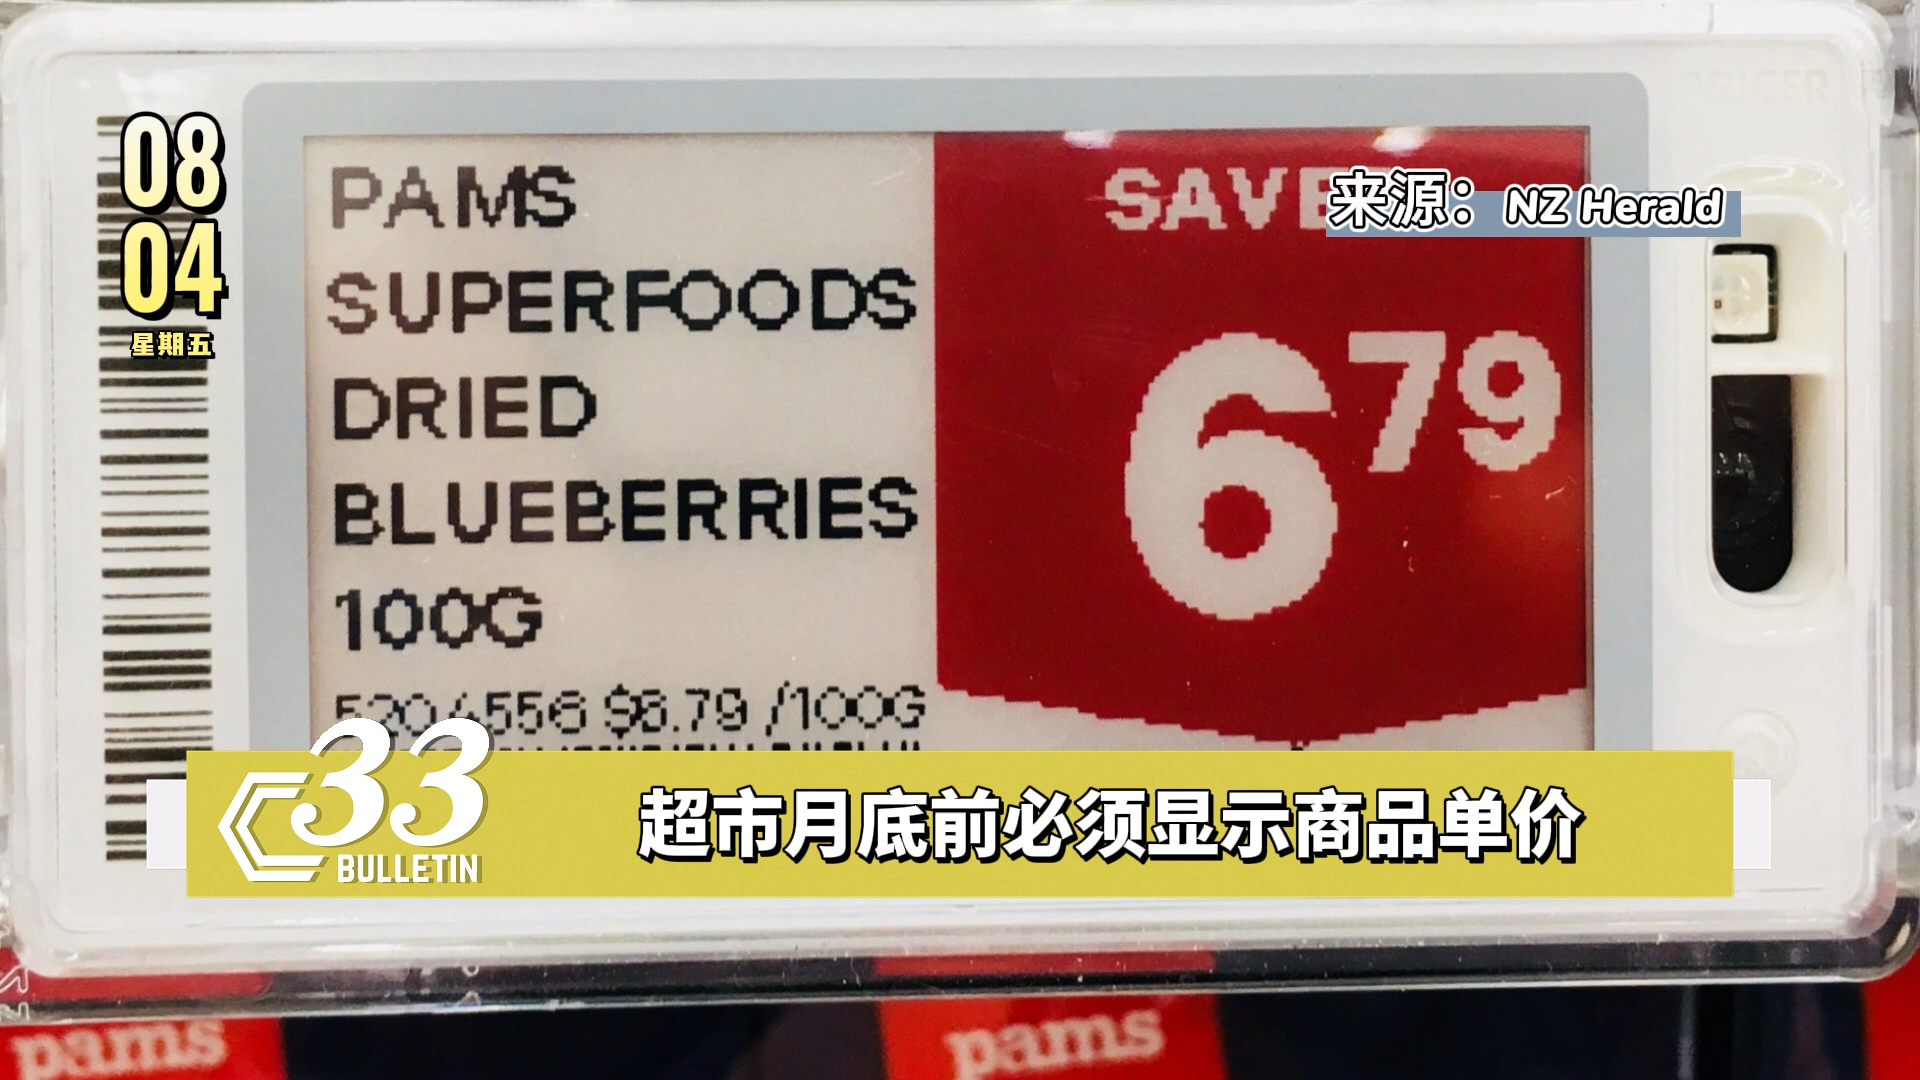 08
04
星期五
PAMS
SUPERFOODS
DRIED
BLUEBERRIES
100G
5204556 $6.79 /100G
SAVE
来源：NZ Herald
679
33
BULLETIN
超市月底前必须显示商品单价
pams
pams